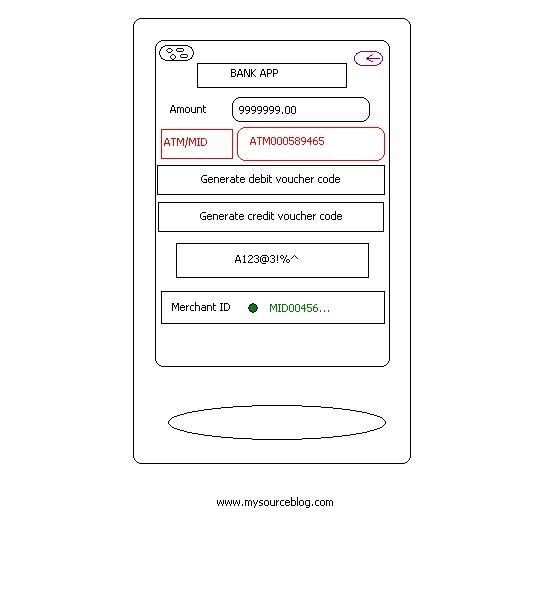 BANK APP
Amount 9999999.00
ATM/MID ATM000589465
Generate debit voucher code
Generate credit voucher code
A123@3!%^
Merchant ID MID00456...
www.mysourceblog.com